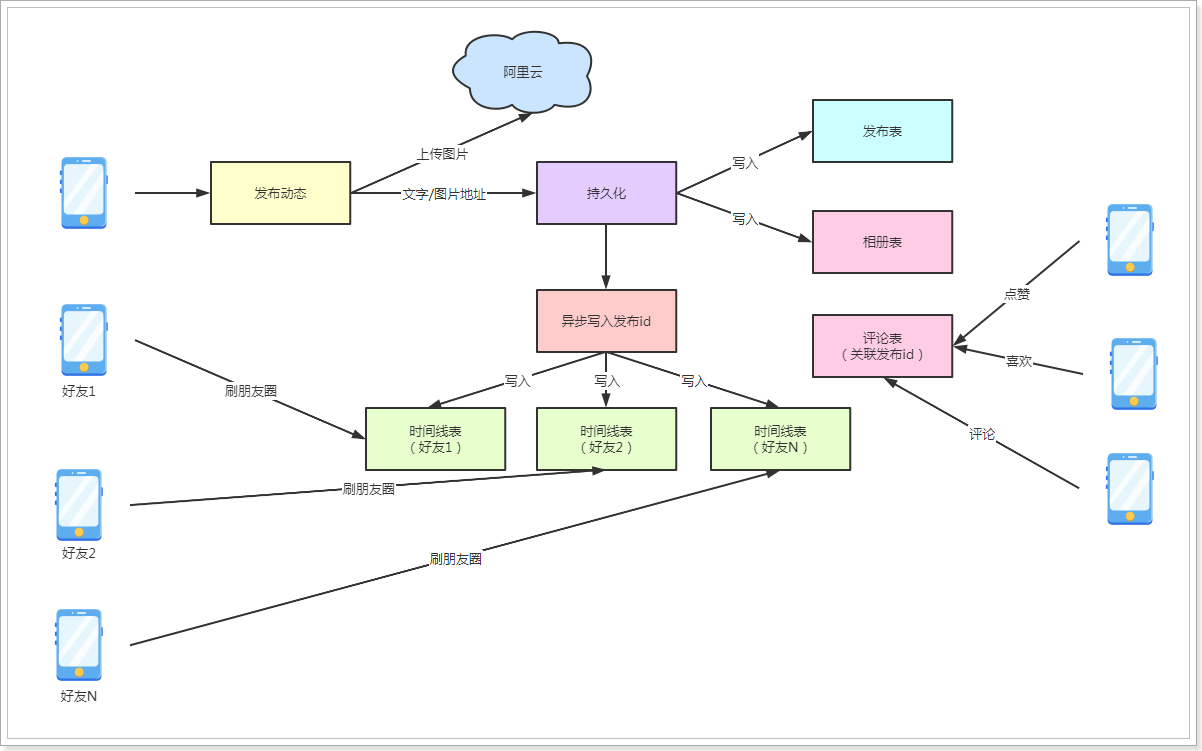 阿里云
发布表
上传图片
写入
发布动态
文字/图片地址
持久化
写入
相册表
点赞
异步写入发布id
评论表
（关联发布id）
喜欢
好友1
刷朋友圈
写入
写入
写入
时间线表
（好友1）
时间线表
（好友2）
时间线表
（好友N）
评论
刷朋友圈
好友2
刷朋友圈
好友N